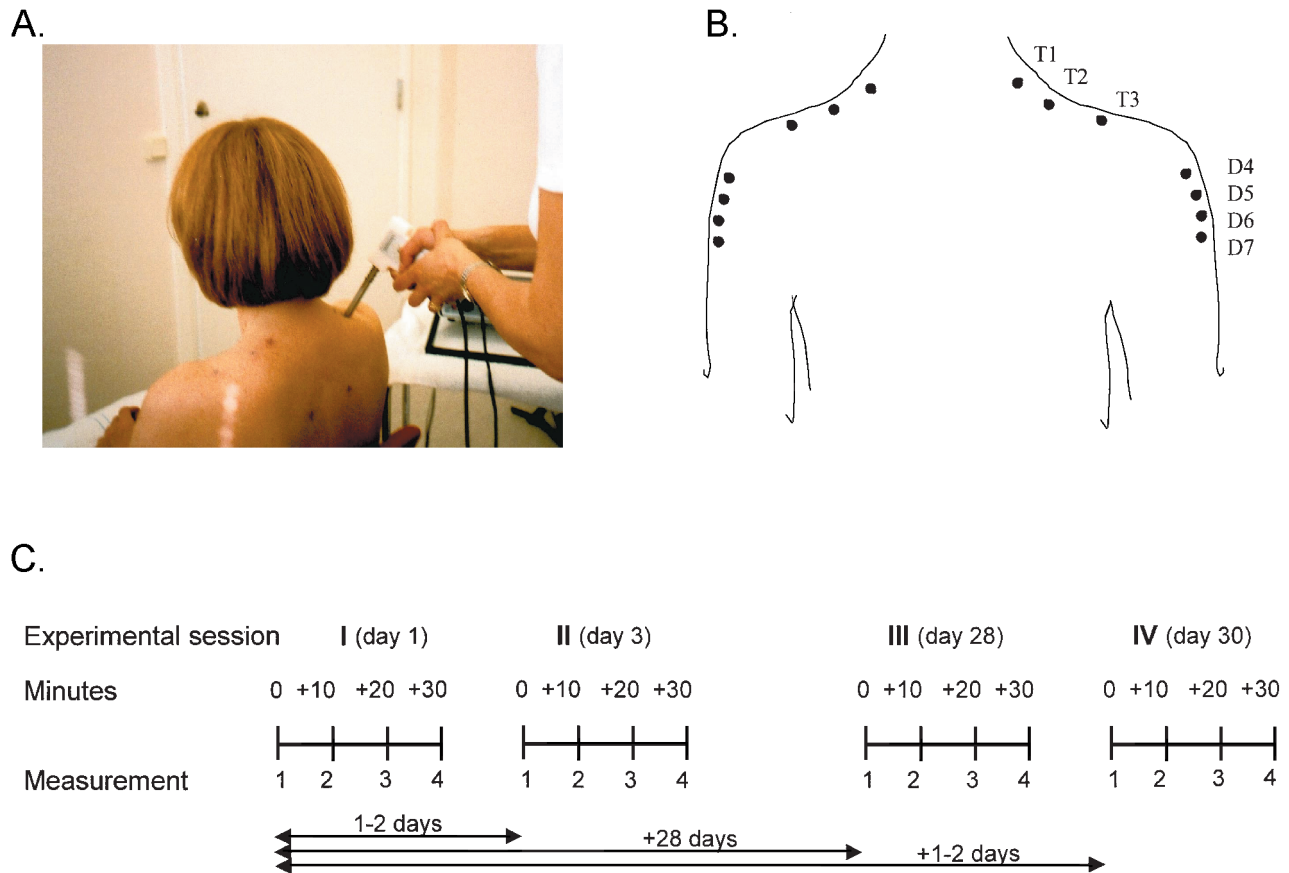 A.
B.
T1
T2
T3
D4
D5
D6
D7
C.
Experimental session I (day 1) II (day 3) III (day 28) IV (day 30)
Minutes 0 +10 +20 +30 0 +10 +20 +30 0 +10 +20 +30 0 +10 +20 +30
Measurement 1 2 3 4 1 2 3 4 1 2 3 4 1 2 3 4
1-2 days
+28 days
+1-2 days